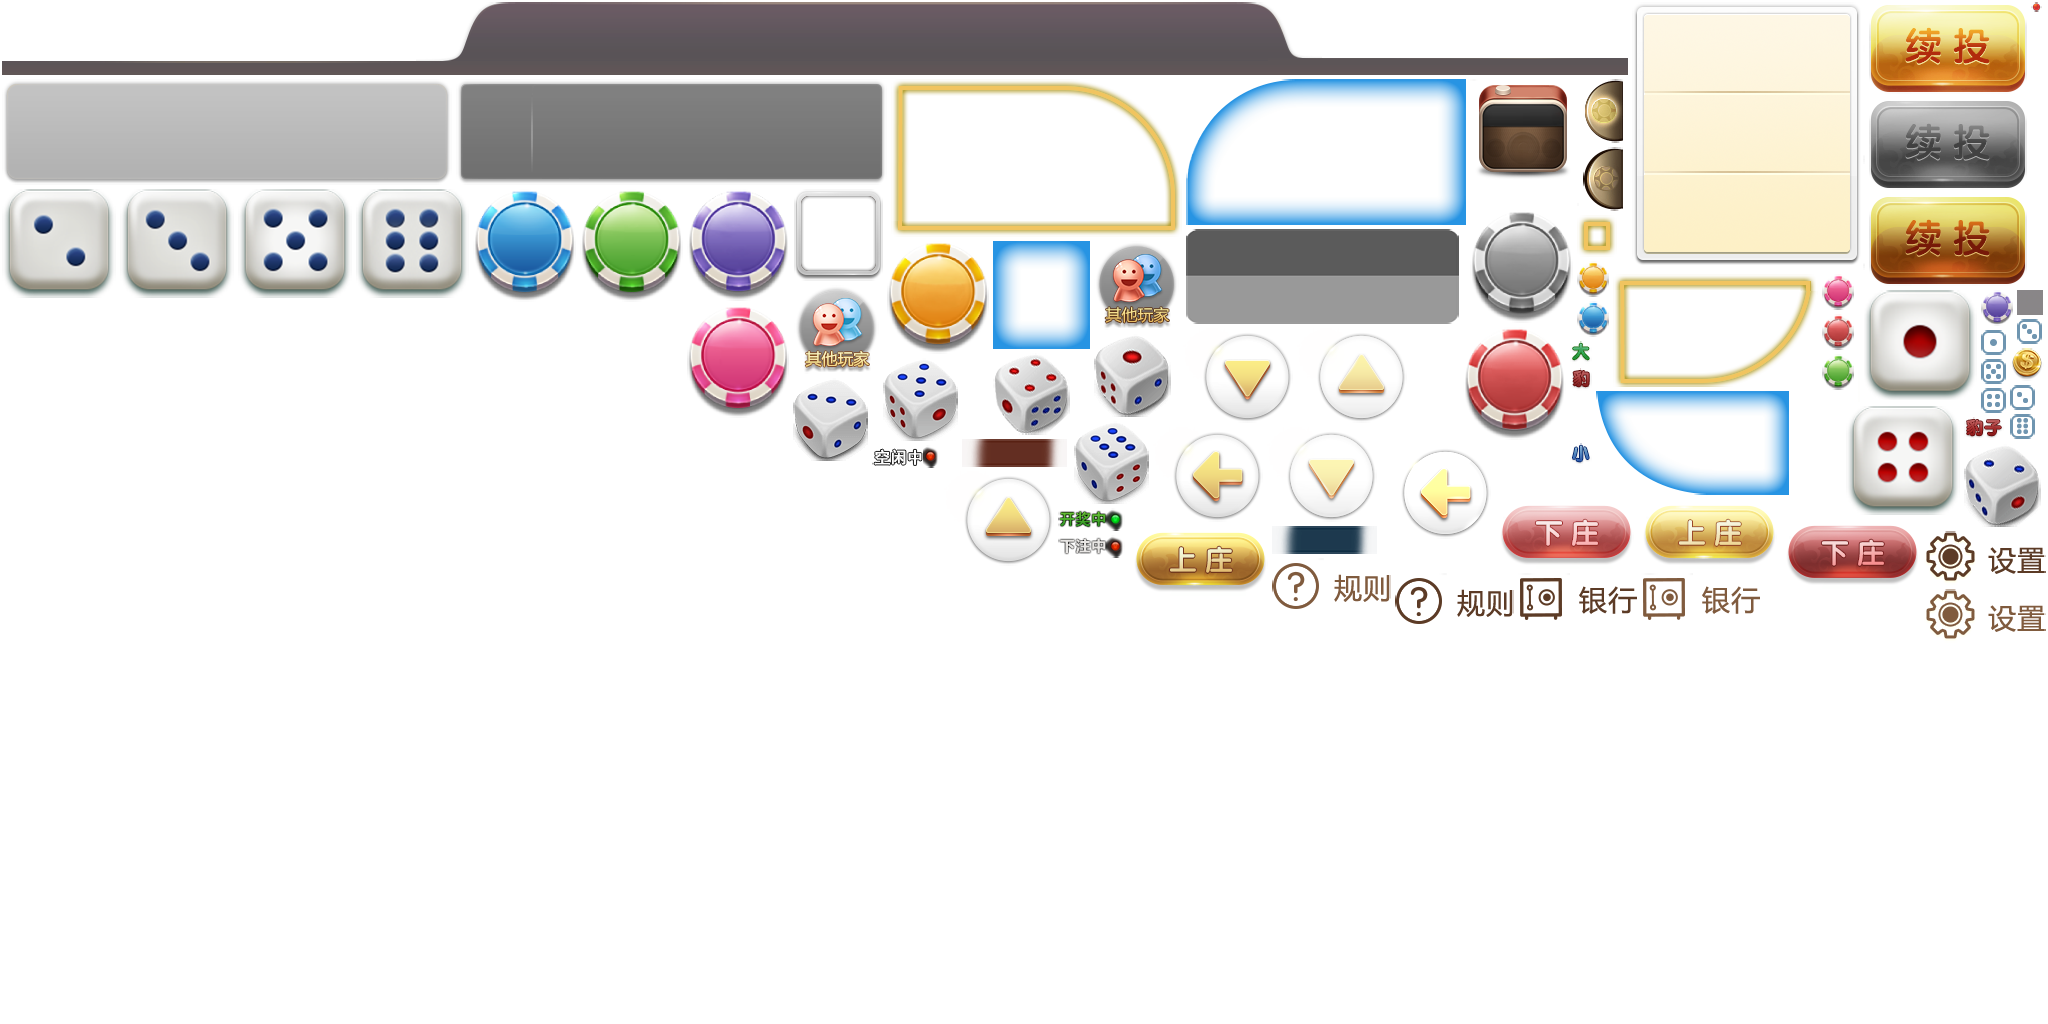 续投
续投
续投
其他玩家
其他玩家
大
豹
小
豹子
空闲中
开奖中
下注中
上庄
下庄
上庄
下庄
规则
规则
银行
银行
设置
设置